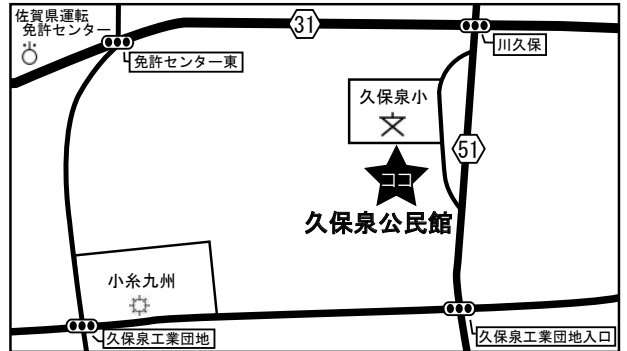 佐賀県運転
免許センター
免許センター東
31
川久保
久保泉小
文
51
ココ
久保泉公民館
小糸九州
久保泉工業団地
久保泉工業団地入口